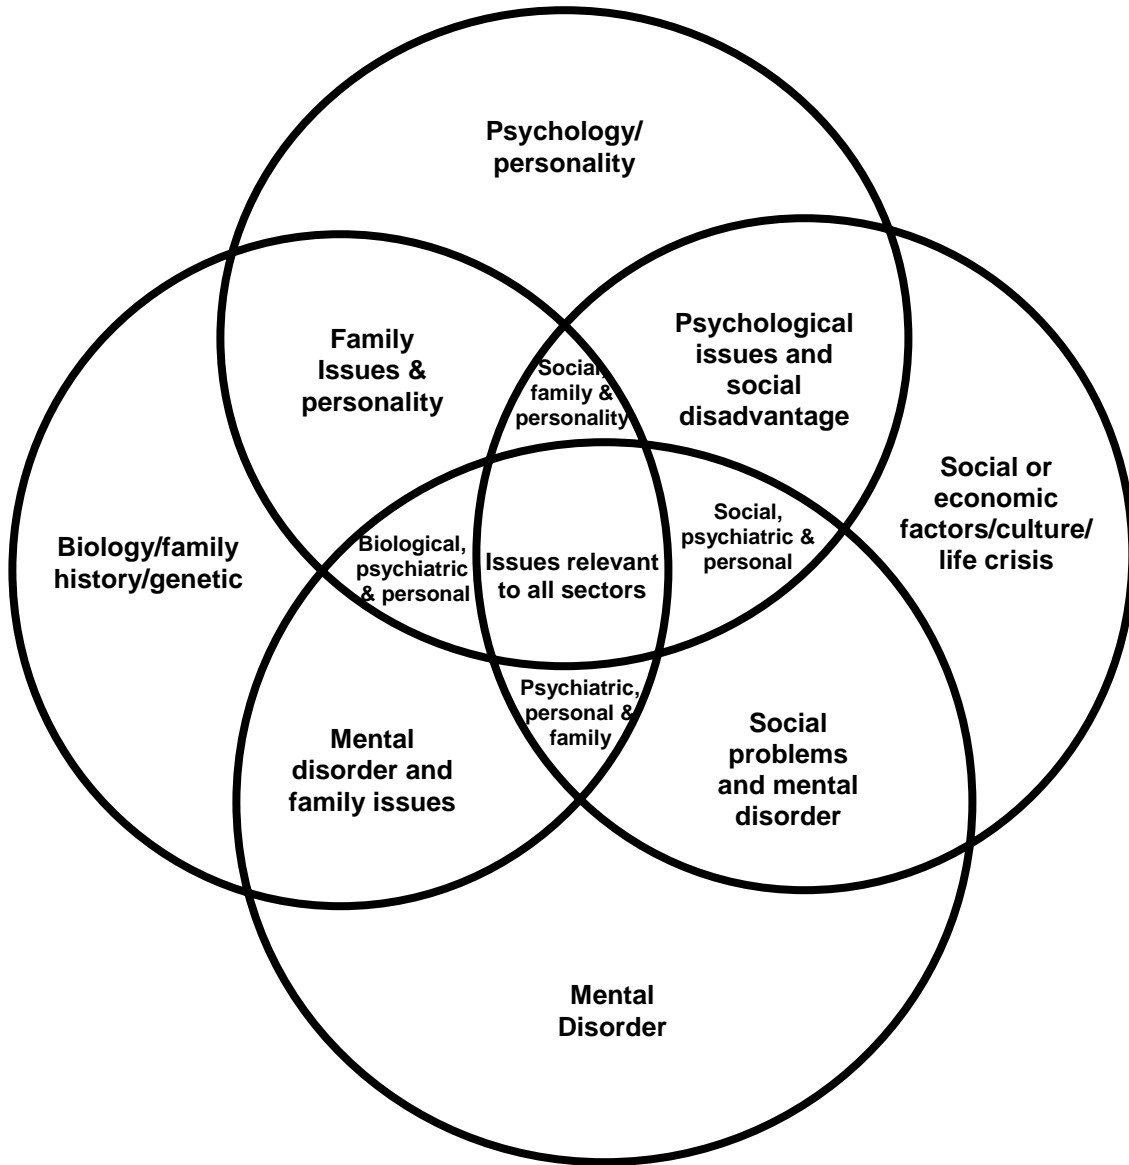 Psychology/
personality
Family
Issues &
personality
Social,
family &
personality
Psychological
issues and
social
disadvantage
Biology/family
history/genetic
Biological,
psychiatric
& personal
Issues relevant
to all sectors
Social,
psychiatric &
personal
Social or
economic
factors/culture/
life crisis
Mental
disorder and
family issues
Psychiatric,
personal &
family
Social
problems
and mental
disorder
Mental
Disorder